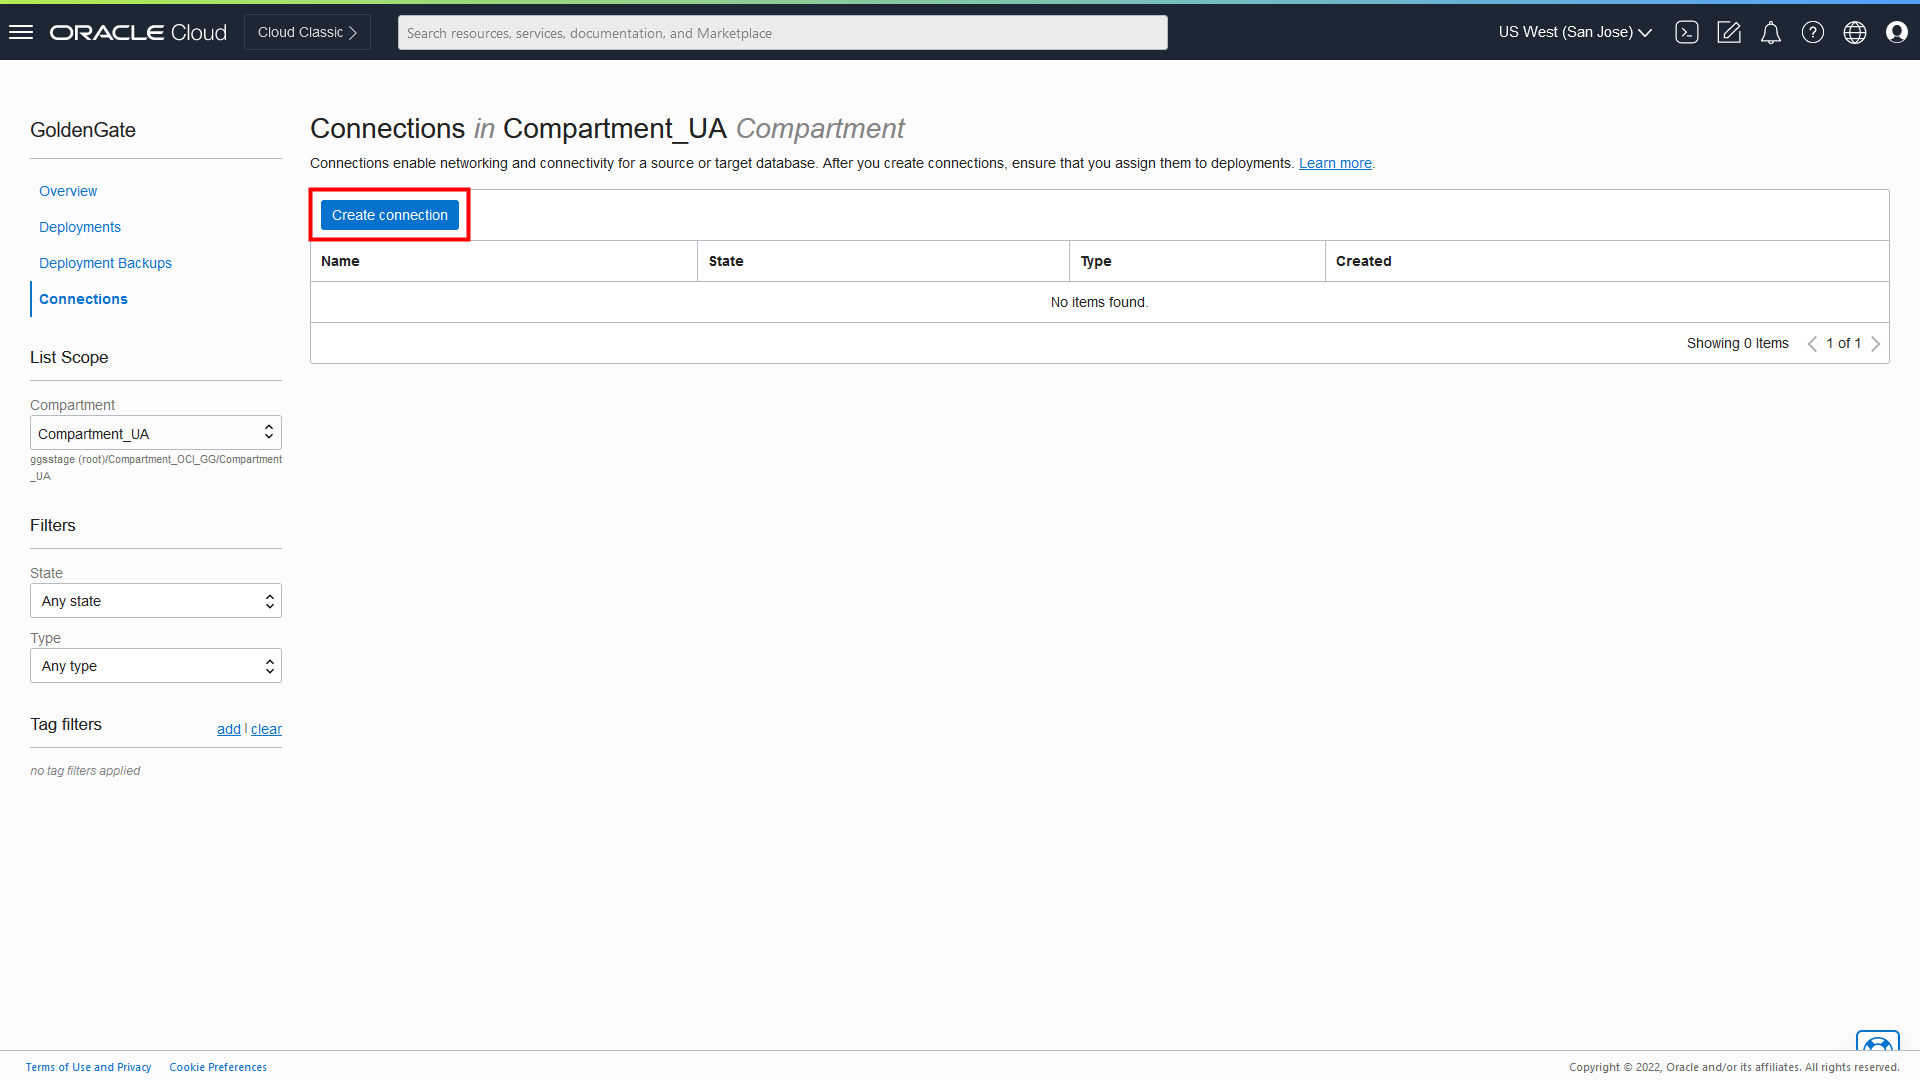 ORACLE Cloud
Cloud Classic
Search resources, services, documentation, and Marketplace
US West (San Jose)
GoldenGate
Overview
Deployments
Deployment Backups
Connections
List Scope
Compartment
Compartment_UA
ggsstage (root)/Compartment_OCI_GG/Compartment
_UA
Filters
State
Any state
Type
Any type
Tag filters
add | clear
no tag filters applied
Connections in Compartment_UA Compartment
Connections enable networking and connectivity for a source or target database. After you create connections, ensure that you assign them to deployments. Learn more.
Create connection
Name State Type Created
No items found.
Showing 0 Items 1 of 1
Terms of Use and Privacy Cookie Preferences
Copyright © 2022, Oracle and/or its affiliates. All rights reserved.